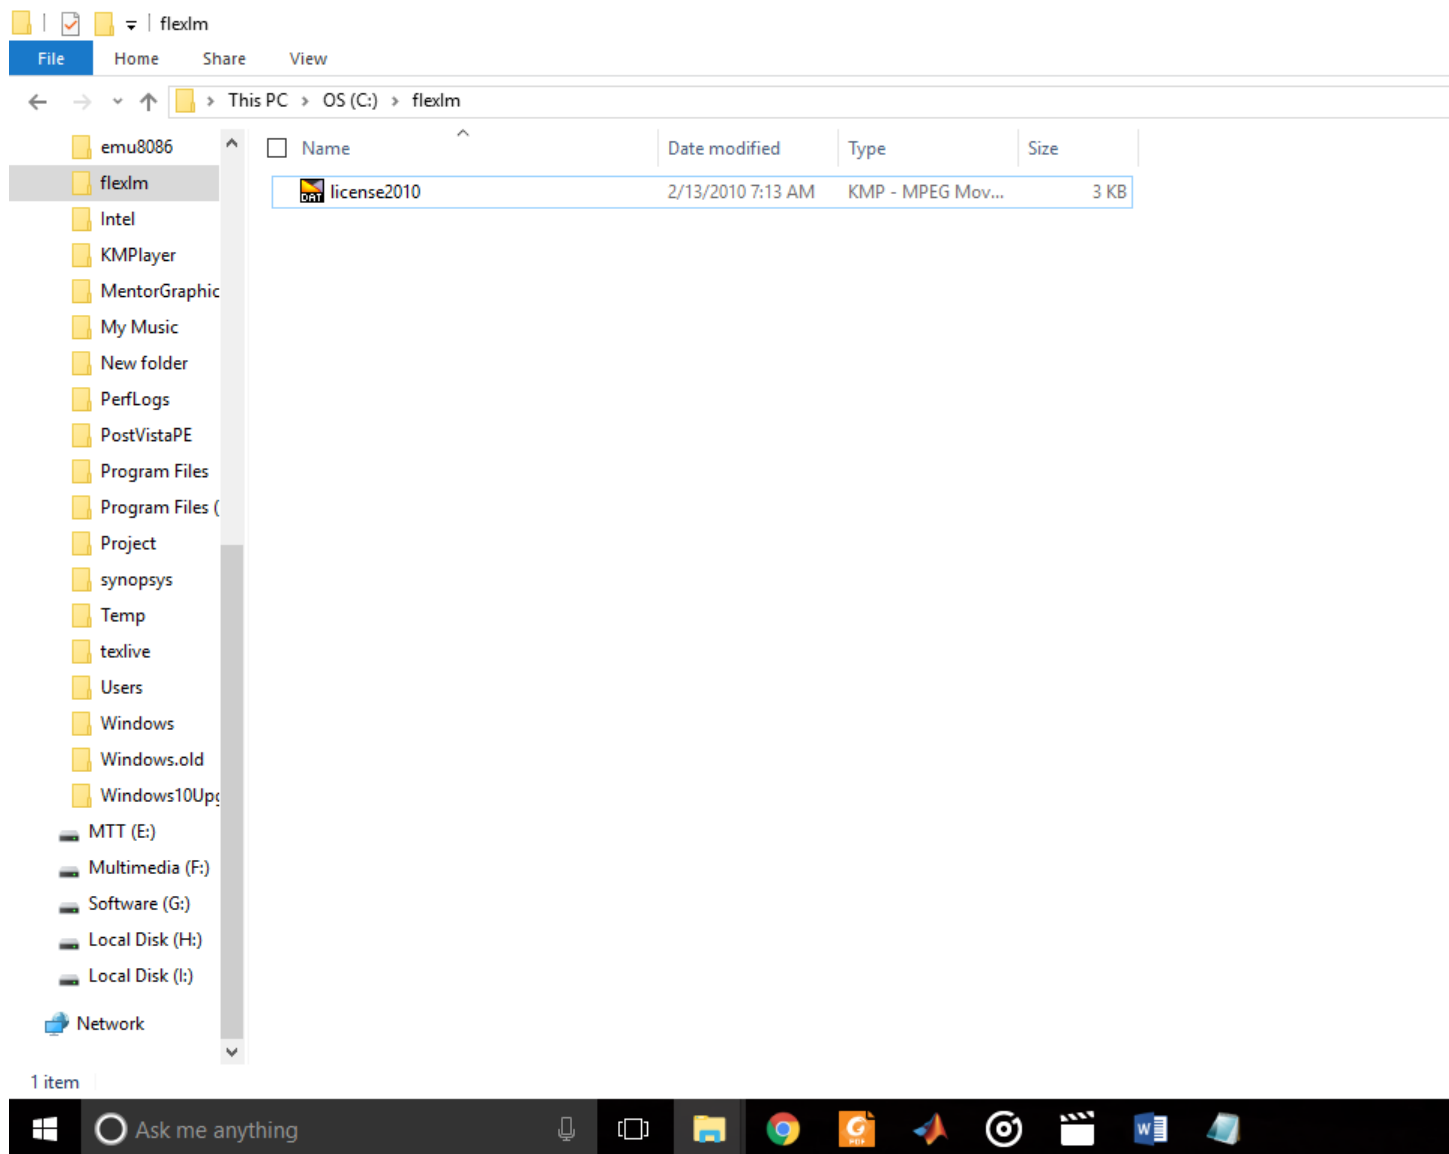 flexlm
File Home Share View
This PC > OS (C:) > flexlm
Name Date modified Type Size
license2010 2/13/2010 7:13 AM KMP - MPEG Mov... 3 KB
DAT
emu8086
flexlm
Intel
KMPlayer
MentorGraphic
My Music
New folder
PerfLogs
PostVistaPE
Program Files
Program Files (
Project
synopsys
Temp
texlive
Users
Windows
Windows.old
Windows10Upg
MTT (E:)
Multimedia (F:)
Software (G:)
Local Disk (H:)
Local Disk (I:)
Network
1 item
Ask me anything
G
PDF
W